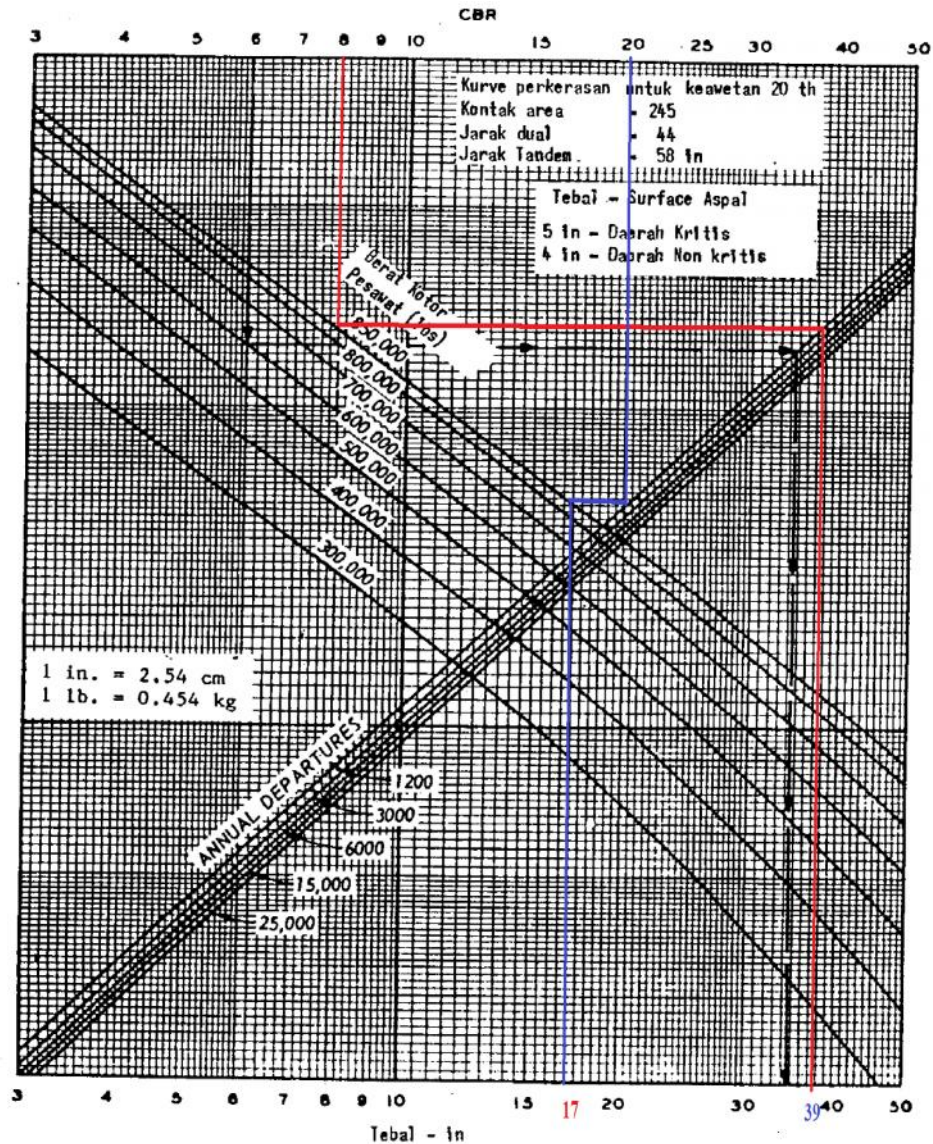 CBR
3 4 5 6 7 8 9 10 15 20 30 40 50
Kurve perkerasan untuk keawetan 20 th
Kontak area = 245
Jarak dual = 44
Jarak Tandem = 58 in
Tebal - Surface Aspal
5 in - Daerah Kritis
4 in - Daerah Non kritis
Berat Kotor
Pesawat (lbs)
850,000
800,000
700,000
600,000
500,000
400,000
300,000
1 in. = 2.54 cm
1 lb. = 0.454 kg
ANNUAL DEPARTURES
1200
3000
6000
15,000
25,000
3 4 5 6 7 8 9 10 15 17 20 30 39 40 50
Tebal - in